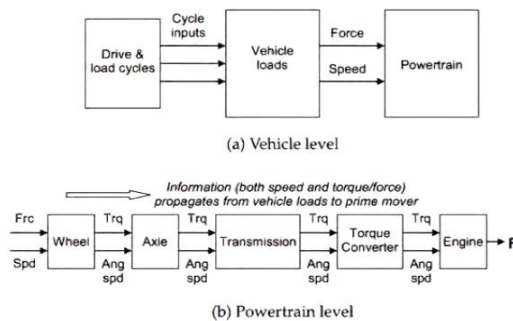 Cycle
inputs
Drive &
load cycles
Vehicle
loads
Force
Speed
Powertrain
(a) Vehicle level
Information (both speed and torque/force)
propagates from vehicle loads to prime mover
Frc
Trq
Trq
Trq
Trq
Wheel
Axle
Transmission
Torque
Converter
Engine
F
Spd
Ang
spd
Ang
spd
Ang
spd
Ang
spd
(b) Powertrain level